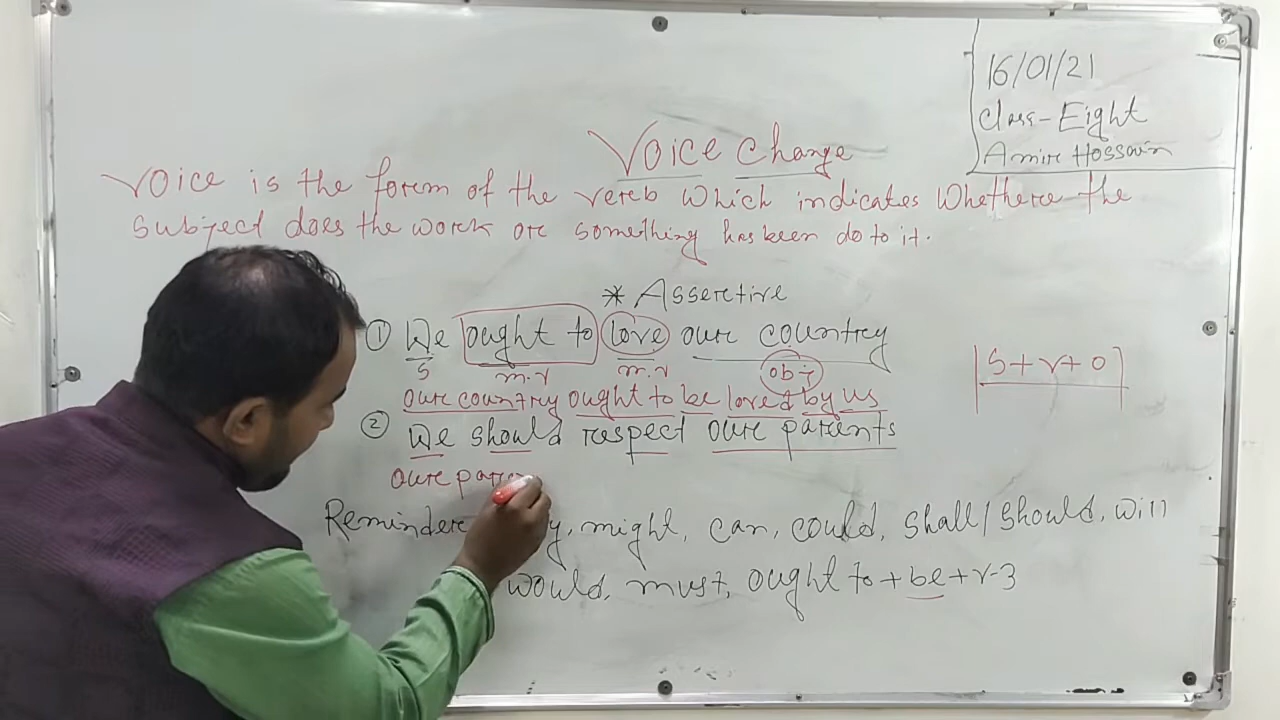 16/01/21
Class-Eight
Amir Hossain
Voice Change
Voice is the form of the verb which indicates whether the
subject does the work or something has been do to it.
* Assertive
① We ought to love our country
S m.v m.v obj
our country ought to be loved by us
S+V+O
② We should respect our parents
our paren
Reminder might, can, could, shall/should, will
would, must, ought to + be + v-3